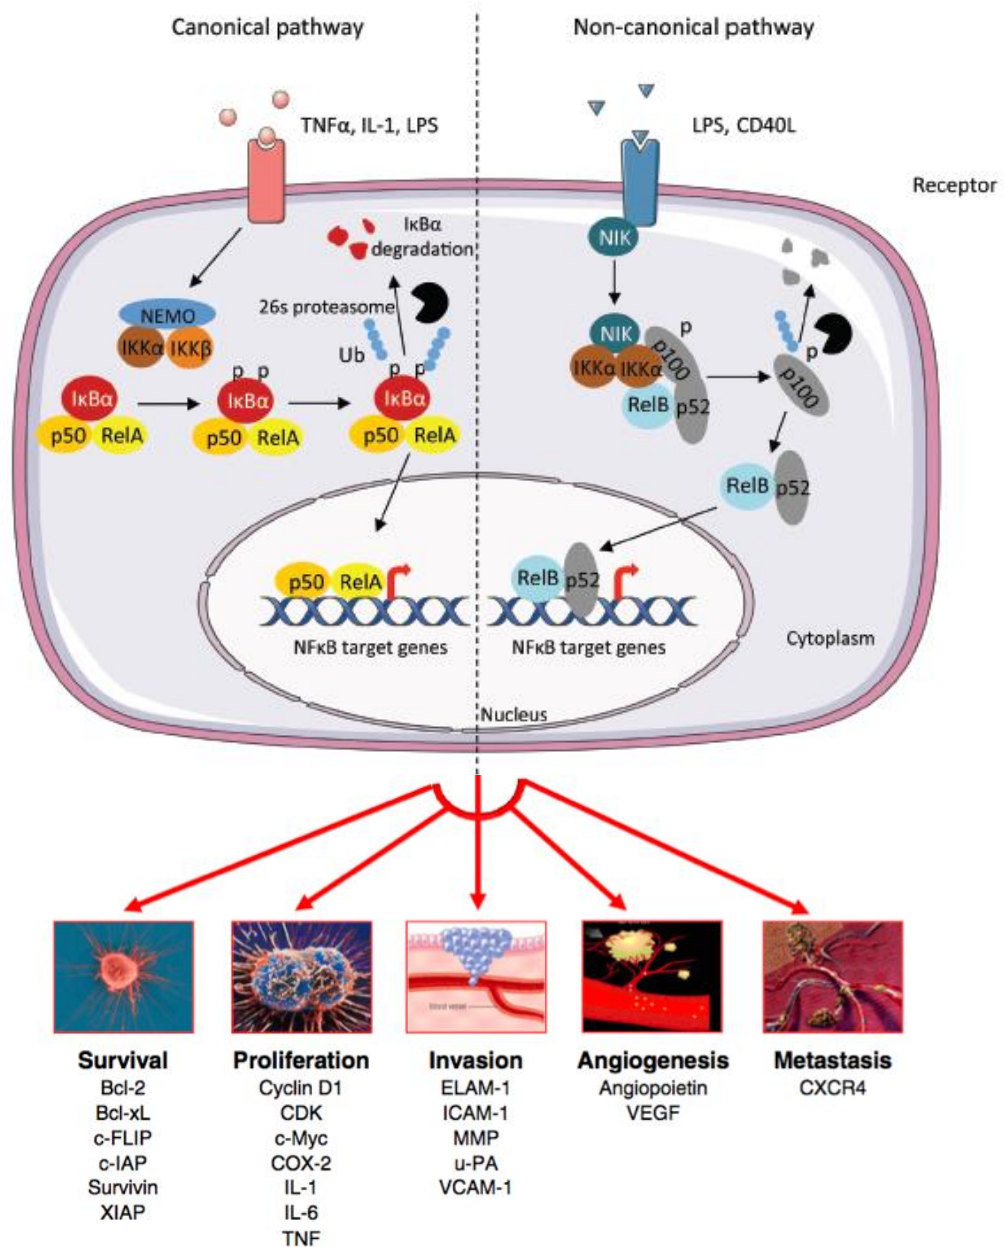 Canonical pathway
Non-canonical pathway
TNFα, IL-1, LPS
LPS, CD40L
Receptor
IκBα
degradation
NIK
26s proteasome
NEMO
IKKα IKKβ
Ub
P P
P P
IκBα
p50 RelA
IκBα
p50 RelA
IκBα
p50 RelA
NIK
P
IKKα IKKα
p100
RelB p52
P
p100
RelB p52
p50 RelA
NFκB target genes
RelB p52
NFκB target genes
Cytoplasm
Nucleus
blood vessel
Survival
Bcl-2
Bcl-xL
c-FLIP
c-IAP
Survivin
XIAP
Proliferation
Cyclin D1
CDK
c-Myc
COX-2
IL-1
IL-6
TNF
Invasion
ELAM-1
ICAM-1
MMP
u-PA
VCAM-1
Angiogenesis
Angiopoietin
VEGF
Metastasis
CXCR4